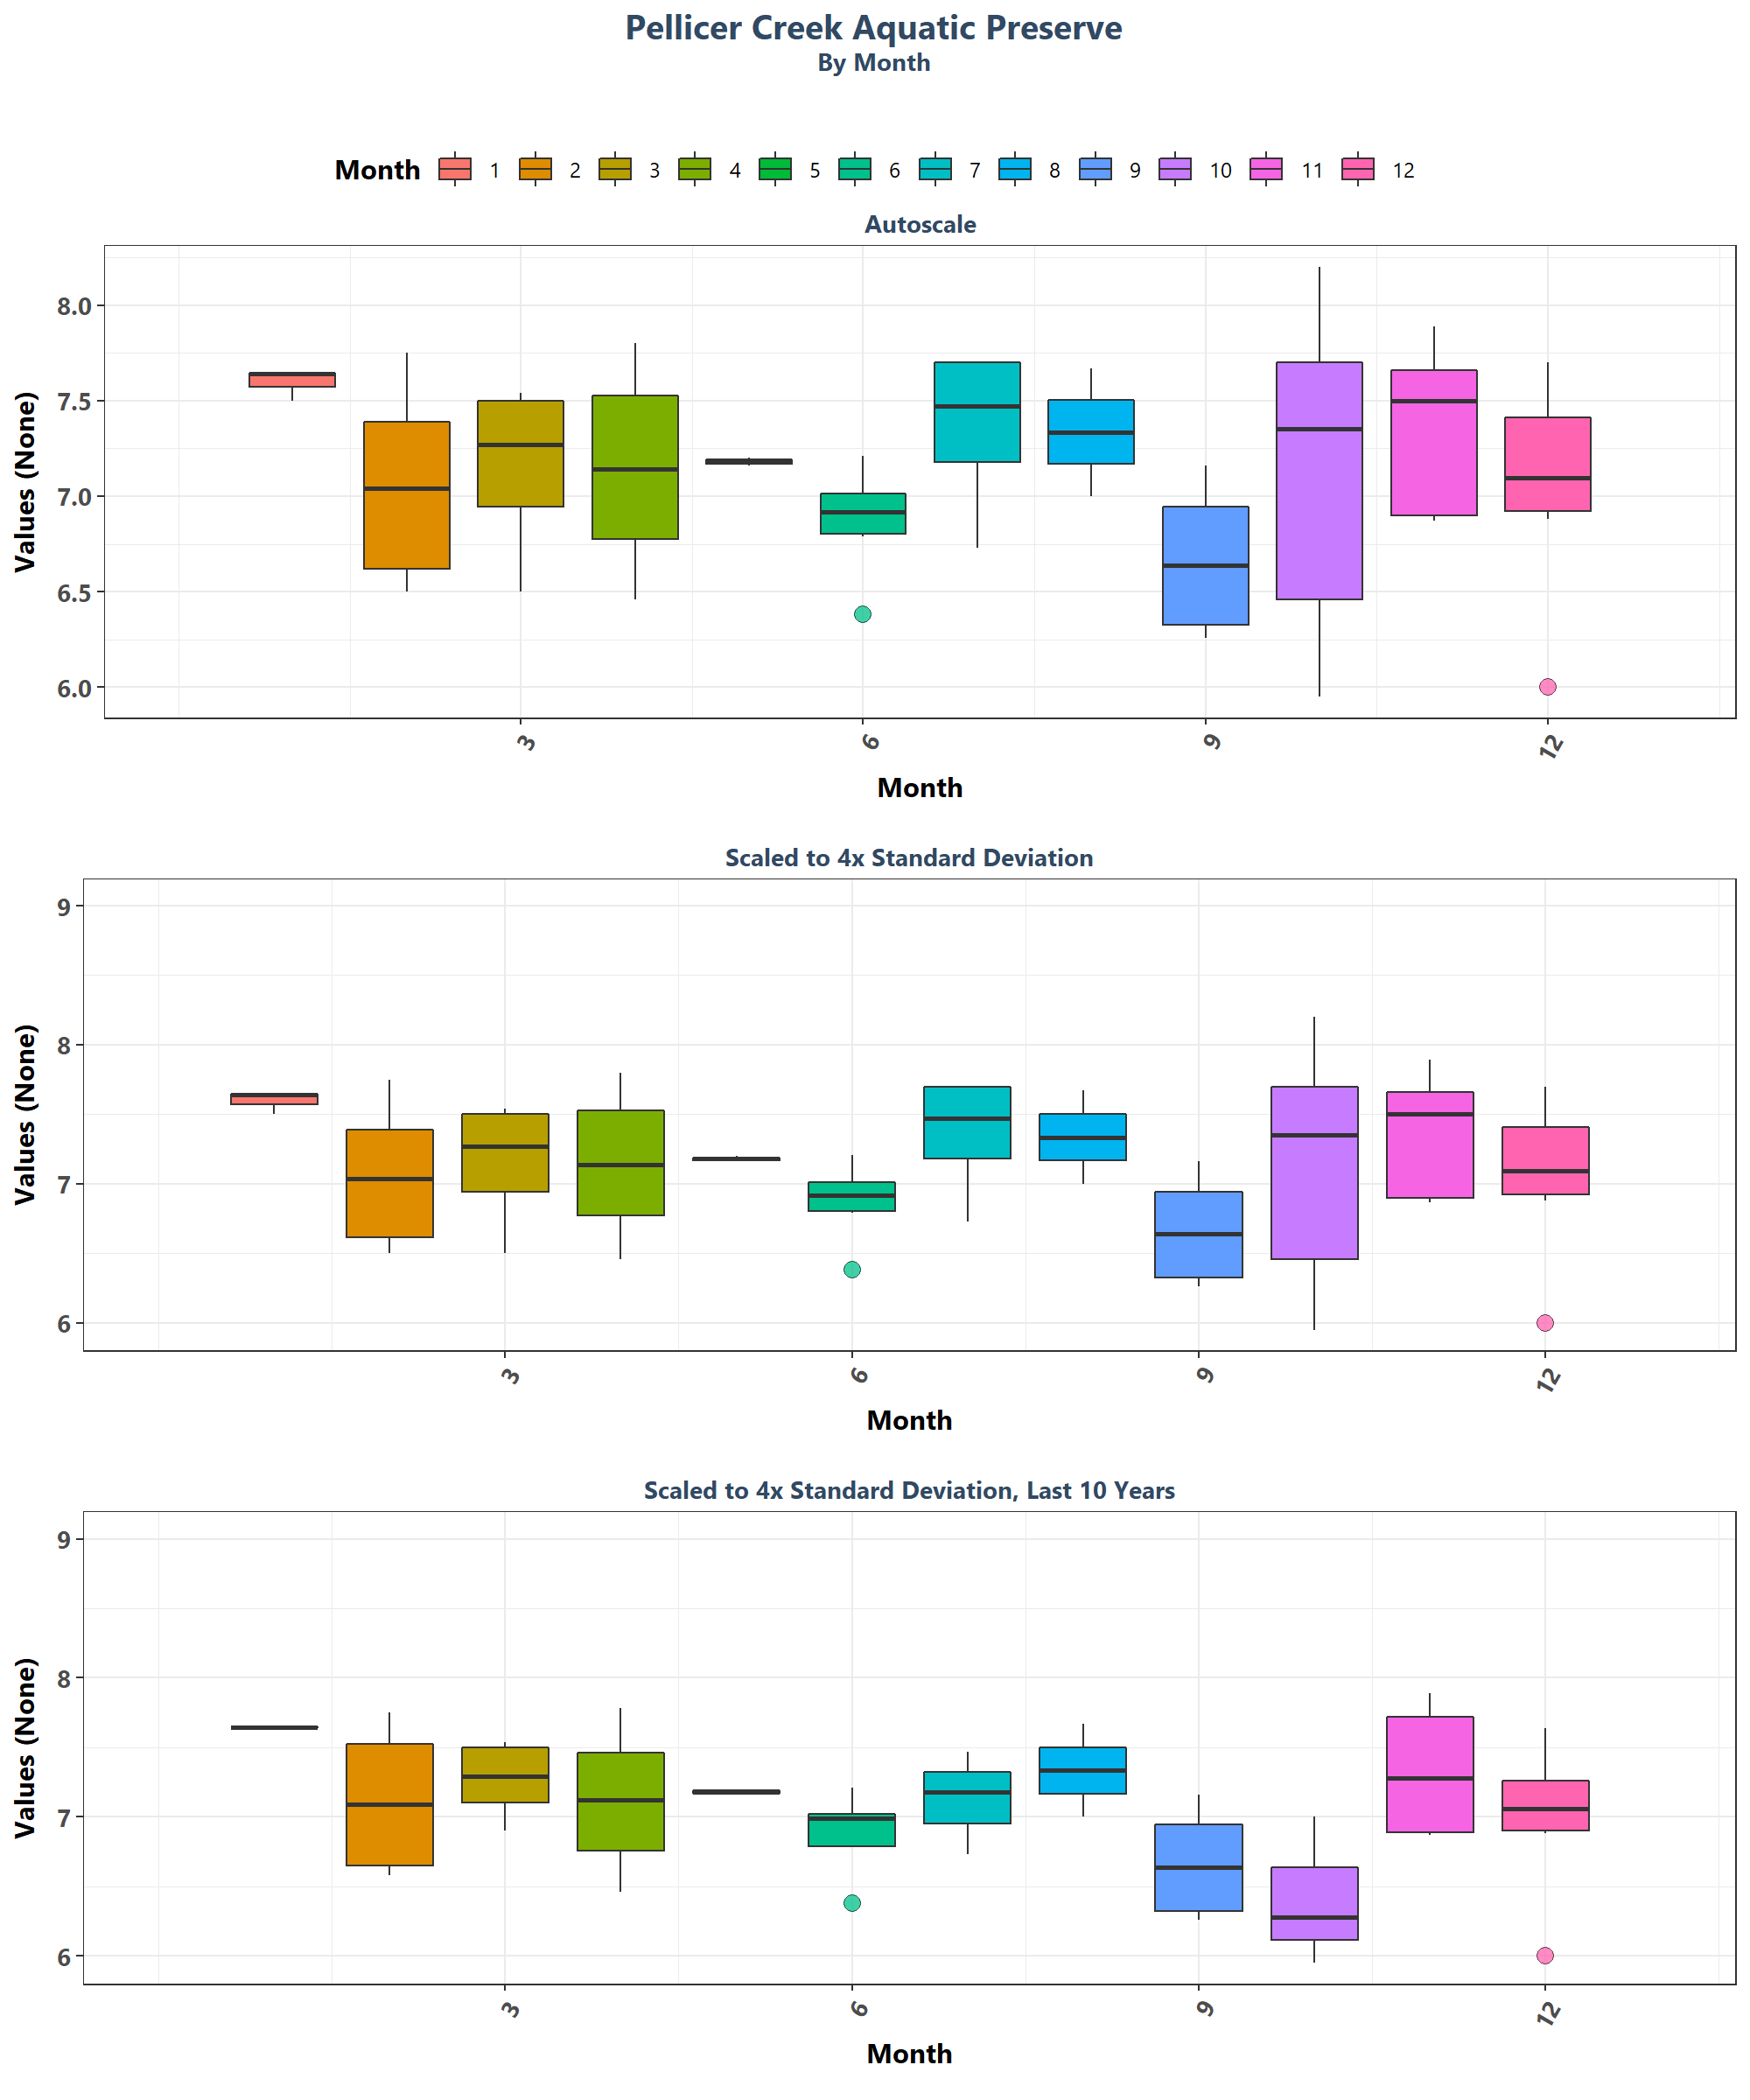 Pellicer Creek Aquatic Preserve
By Month
Month 1 2 3 4 5 6 7 8 9 10 11 12
Autoscale
Values (None)
8.0
7.5
7.0
6.5
6.0
3 6 9 12
Month
Scaled to 4x Standard Deviation
Values (None)
9
8
7
6
3 6 9 12
Month
Scaled to 4x Standard Deviation, Last 10 Years
Values (None)
9
8
7
6
3 6 9 12
Month